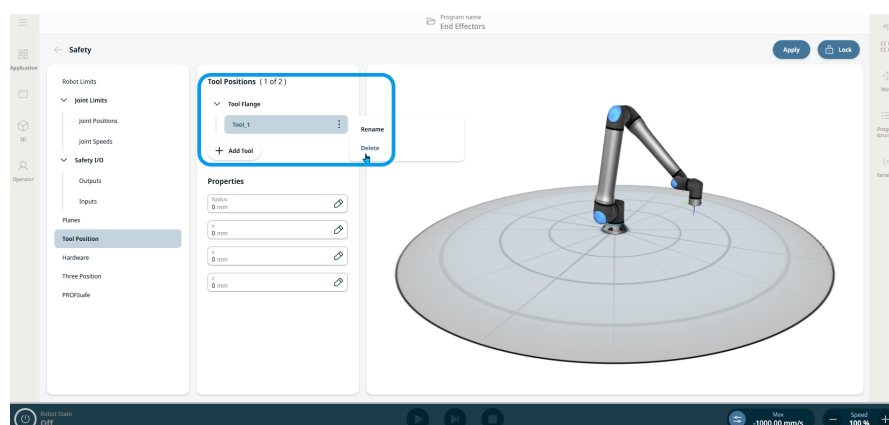 Program name
End Effectors
Safety
Apply
Lock
Application
3D
Operator
Robot Limits
Joint Limits
Joint Positions
Joint Speeds
Safety I/O
Outputs
Inputs
Planes
Tool Position
Hardware
Three Position
PROFIsafe
Tool Positions ( 1 of 2 )
Tool Flange
Tool_1
Rename
Delete
Add Tool
Properties
Radius
0 mm
0 mm
0 mm
0 mm
Robot State
Off
Max
-1000.00 mm/s
Speed
100 %